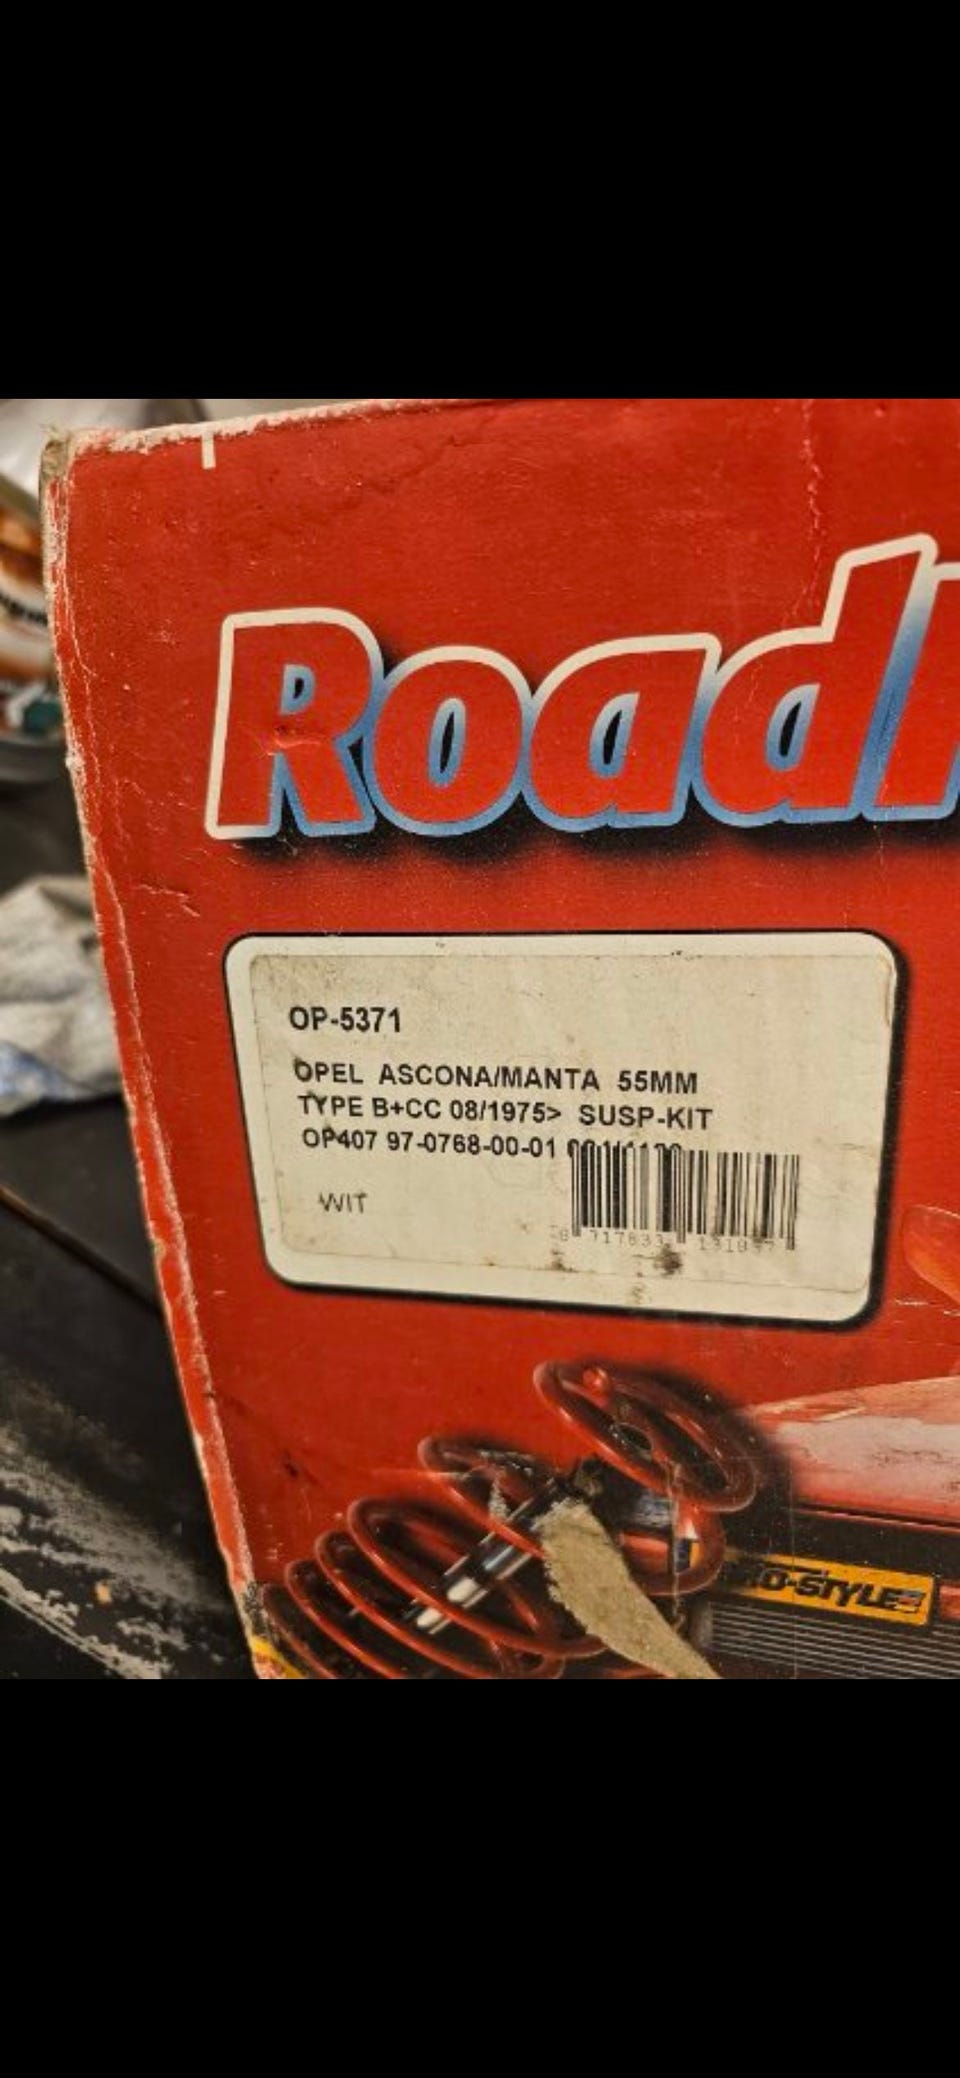 Road
OP-5371
OPEL ASCONA/MANTA 55MM
TYPE B+CC 08/1975> SUSP-KIT
OP407 97-0768-00-01
WIT